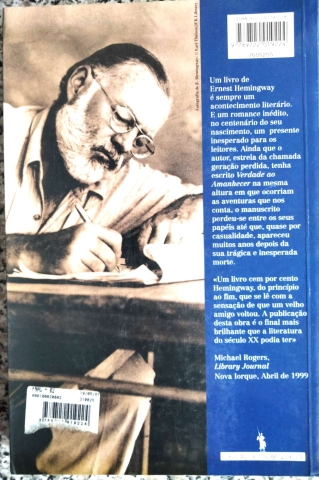 Um livro de
Ernest Hemingway
é sempre um
acontecimento literário.
E um romance inédito,
no centenário do seu
nascimento, um presente
inesperado para os
leitores. Ainda que o
autor, estrela da chamada
geração perdida, tenha
escrito Verdade ao
Amanhecer na mesma
altura em que ocorriam
as aventuras que nos
conta, o manuscrito
perdeu-se entre os seus
papéis até que, quase por
casualidade, apareceu
muitos anos depois da
sua trágica e inesperada
morte.
«Um livro cem por cento
Hemingway, do princípio
ao fim, que se lê com a
sensação de que um velho
amigo voltou. A publicação
desta obra é o final mais
brilhante que a literatura
do século XX podia ter»
Michael Rogers,
Library Journal
Nova Iorque, Abril de 1999